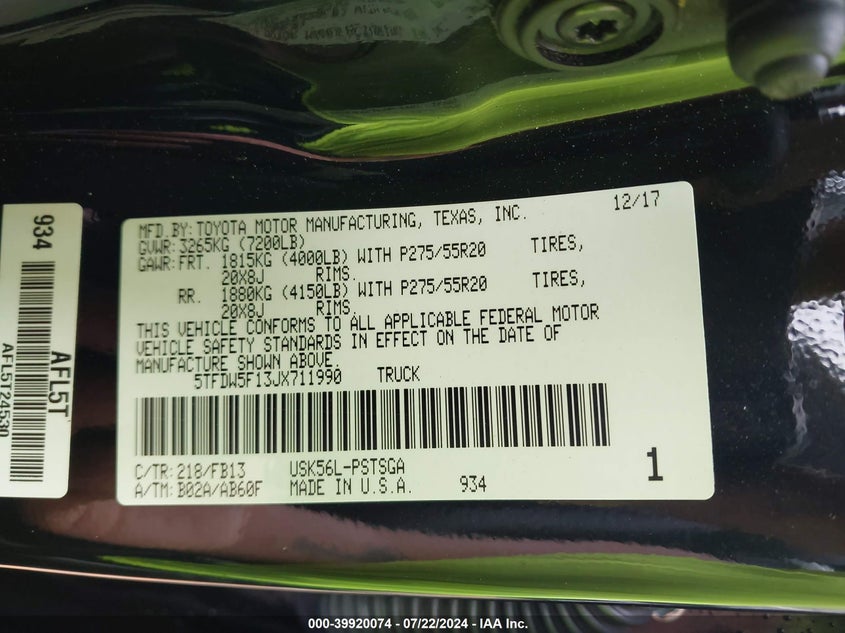 934
AFL5T
AFL5T24530
MFD.BY:TOYOTA MOTOR MANUFACTURING, TEXAS, INC. 12/17
GVWR:3265KG (7200LB)
GAWR:FRT. 1815KG (4000LB) WITH P275/55R20 TIRES,
20X8J RIMS.
RR. 1880KG (4150LB) WITH P275/55R20 TIRES,
20X8J RIMS.
THIS VEHICLE CONFORMS TO ALL APPLICABLE FEDERAL MOTOR
VEHICLE SAFETY STANDARDS IN EFFECT ON THE DATE OF
MANUFACTURE SHOWN ABOVE.
5TFDW5F13JX711990 TRUCK
C/TR:218/FB13 USK56L-PSTSGA
A/TM:B02A/AB60F MADE IN U.S.A. 934
1
000-39920074 - 07/22/2024 - IAA Inc.